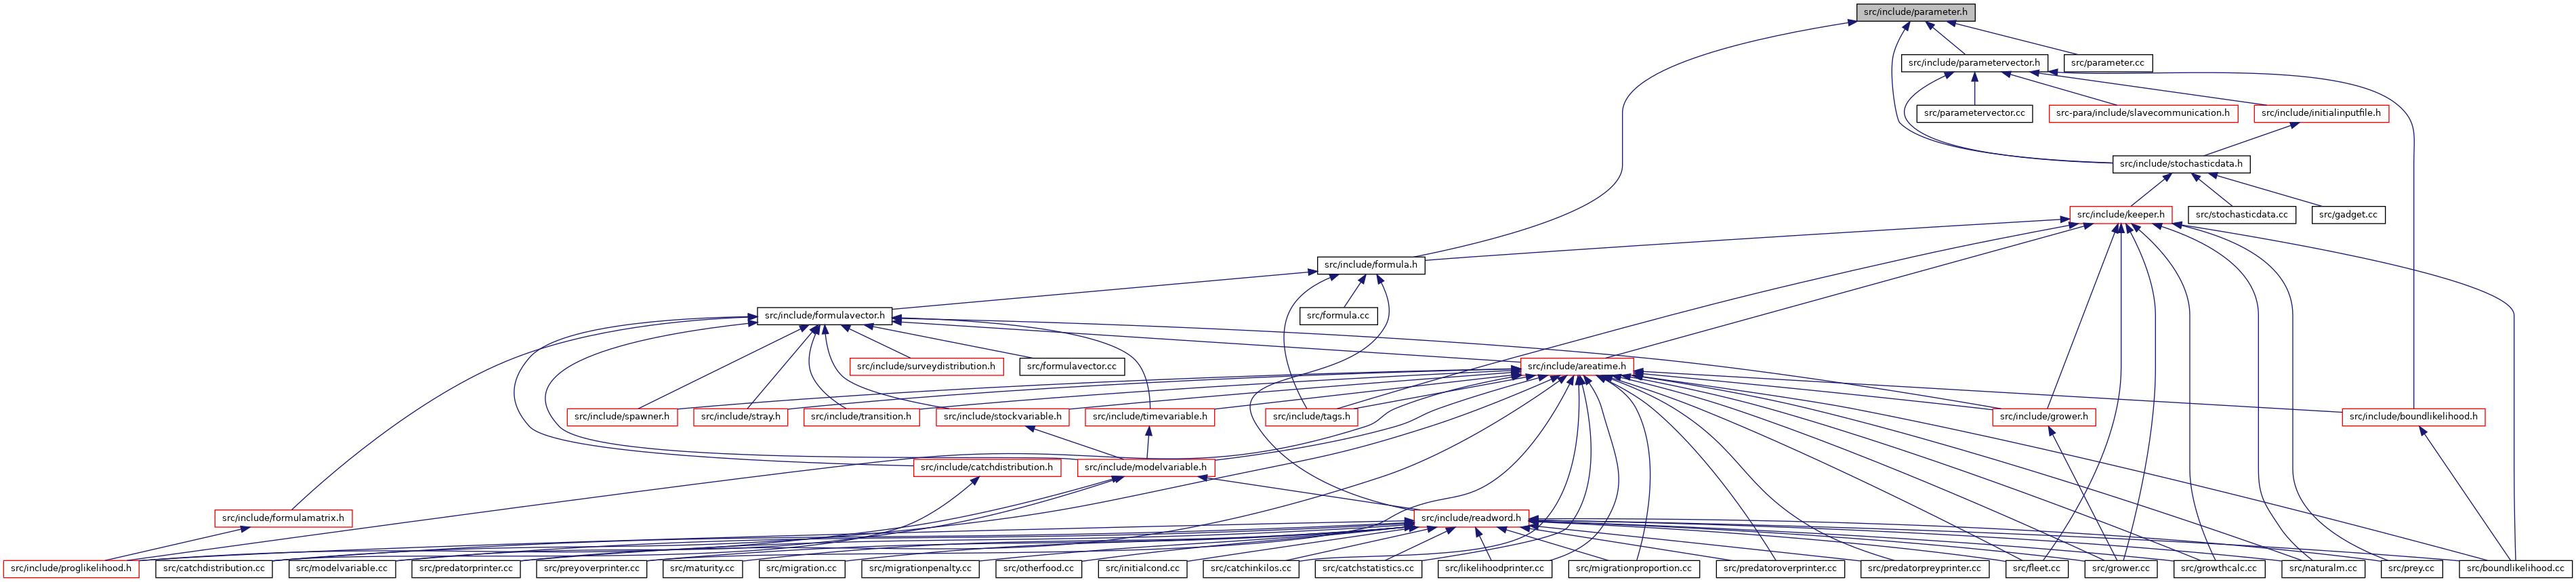 src/include/parameter.h
src/include/parametervector.h
src/parameter.cc
src/parametervector.cc
src-para/include/slavecommunication.h
src/include/initialinputfile.h
src/include/stochasticdata.h
src/include/keeper.h
src/stochasticdata.cc
src/gadget.cc
src/include/formula.h
src/include/formulavector.h
src/formula.cc
src/include/surveydistribution.h
src/formulavector.cc
src/include/areatime.h
src/include/spawner.h
src/include/stray.h
src/include/transition.h
src/include/stockvariable.h
src/include/timevariable.h
src/include/tags.h
src/include/grower.h
src/include/boundlikelihood.h
src/include/catchdistribution.h
src/include/modelvariable.h
src/include/formulamatrix.h
src/include/readword.h
src/include/proglikelihood.h
src/catchdistribution.cc
src/modelvariable.cc
src/predatorprinter.cc
src/preyoverprinter.cc
src/maturity.cc
src/migration.cc
src/migrationpenalty.cc
src/otherfood.cc
src/initialcond.cc
src/catchinkilos.cc
src/catchstatistics.cc
src/likelihoodprinter.cc
src/migrationproportion.cc
src/predatoroverprinter.cc
src/predatorpreyprinter.cc
src/fleet.cc
src/grower.cc
src/growthcalc.cc
src/naturalm.cc
src/prey.cc
src/boundlikelihood.cc